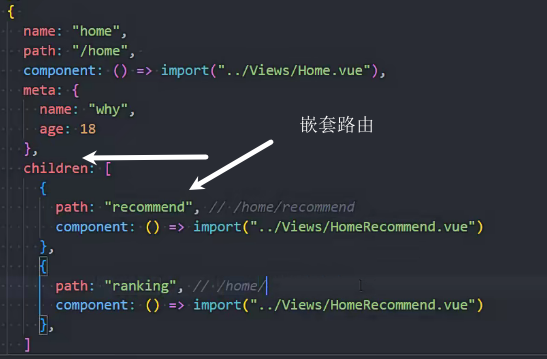 {
name: "home",
path: "/home",
component: () => import("../Views/Home.vue"),
meta: {
name: "why",
age: 18
},
嵌套路由
children: [
{
path: "recommend", // /home/recommend
component: () => import("../Views/HomeRecommend.vue")
},
{
path: "ranking", // /home/
component: () => import("../Views/HomeRecommend.vue")
},
]